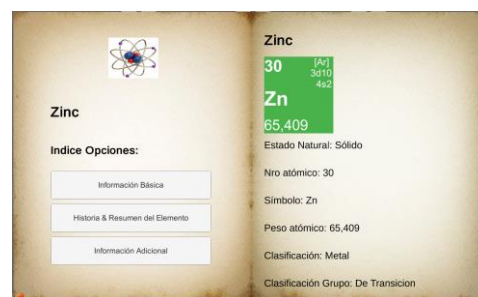 Zinc
Indice Opciones:
Información Básica
Historia & Resumen del Elemento
Información Adicional
Zinc
30 [Ar]
3d10
4s2
Zn
65,409
Estado Natural: Sólido
Nro atómico: 30
Símbolo: Zn
Peso atómico: 65,409
Clasificación: Metal
Clasificación Grupo: De Transicion